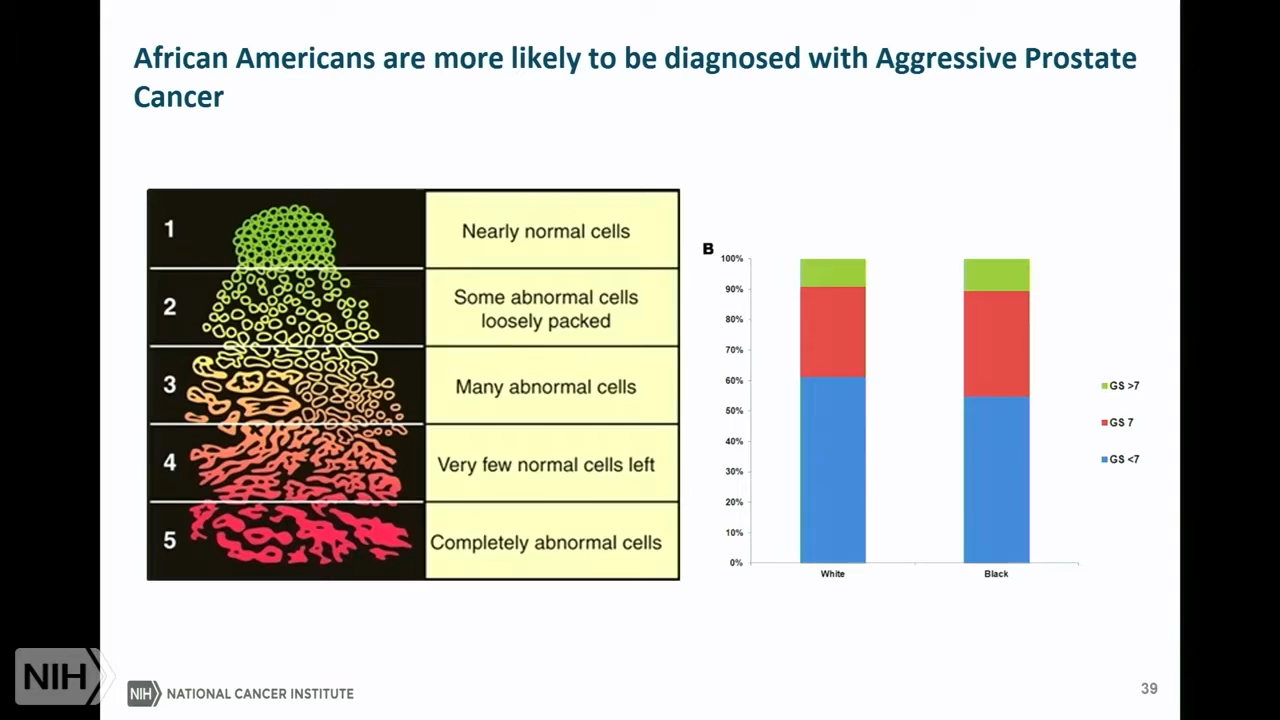 African Americans are more likely to be diagnosed with Aggressive Prostate
Cancer
1
Nearly normal cells
2
Some abnormal cells
loosely packed
3
Many abnormal cells
4
Very few normal cells left
5
Completely abnormal cells
B
100%
90%
80%
70%
60%
50%
40%
30%
20%
10%
0%
White
Black
GS >7
GS 7
GS <7
NIH
NIH NATIONAL CANCER INSTITUTE
39